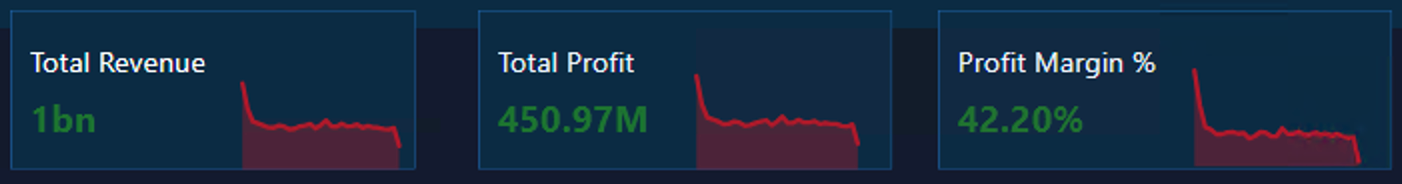 Total Revenue
1bn
Total Profit
450.97M
Profit Margin %
42.20%